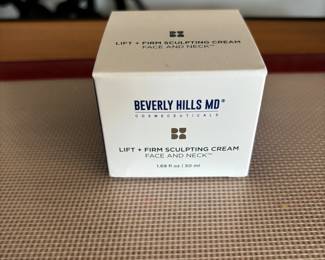 LIFT + FIRM SCULPTING CREAM
FACE AND NECK™
BEVERLY HILLS MD®
COSMECEUTICALS
LIFT + FIRM SCULPTING CREAM
FACE AND NECK™
1.69 fl oz / 50 ml